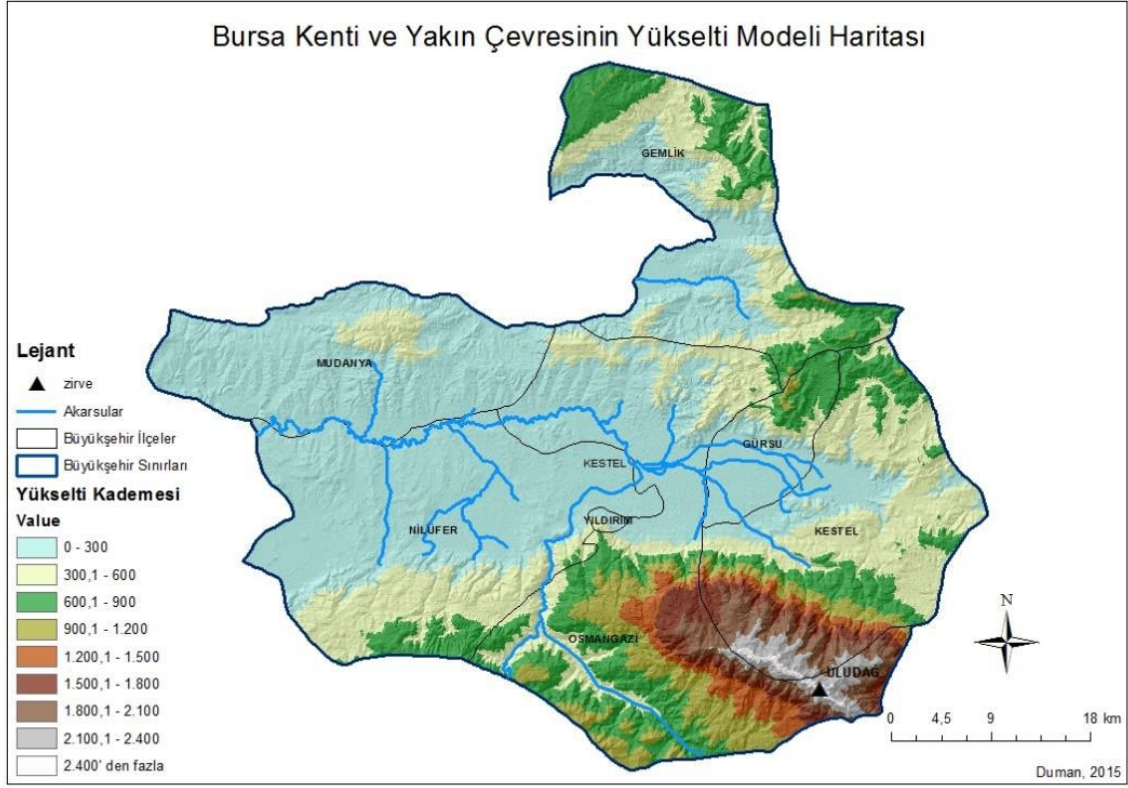 Bursa Kenti ve Yakın Çevresinin Yükselti Modeli Haritası
GEMLİK
MUDANYA
GÜRSU
KESTEL
YILDIRIM
NİLÜFER
KESTEL
OSMANGAZİ
ULUDAĞ
Lejant
zirve
Akarsular
Büyükşehir İlçeler
Büyükşehir Sınırları
Yükselti Kademesi
Value
0 - 300
300,1 - 600
600,1 - 900
900,1 - 1.200
1.200,1 - 1.500
1.500,1 - 1.800
1.800,1 - 2.100
2.100,1 - 2.400
2.400' den fazla
N
0 4,5 9 18 km
Duman, 2015